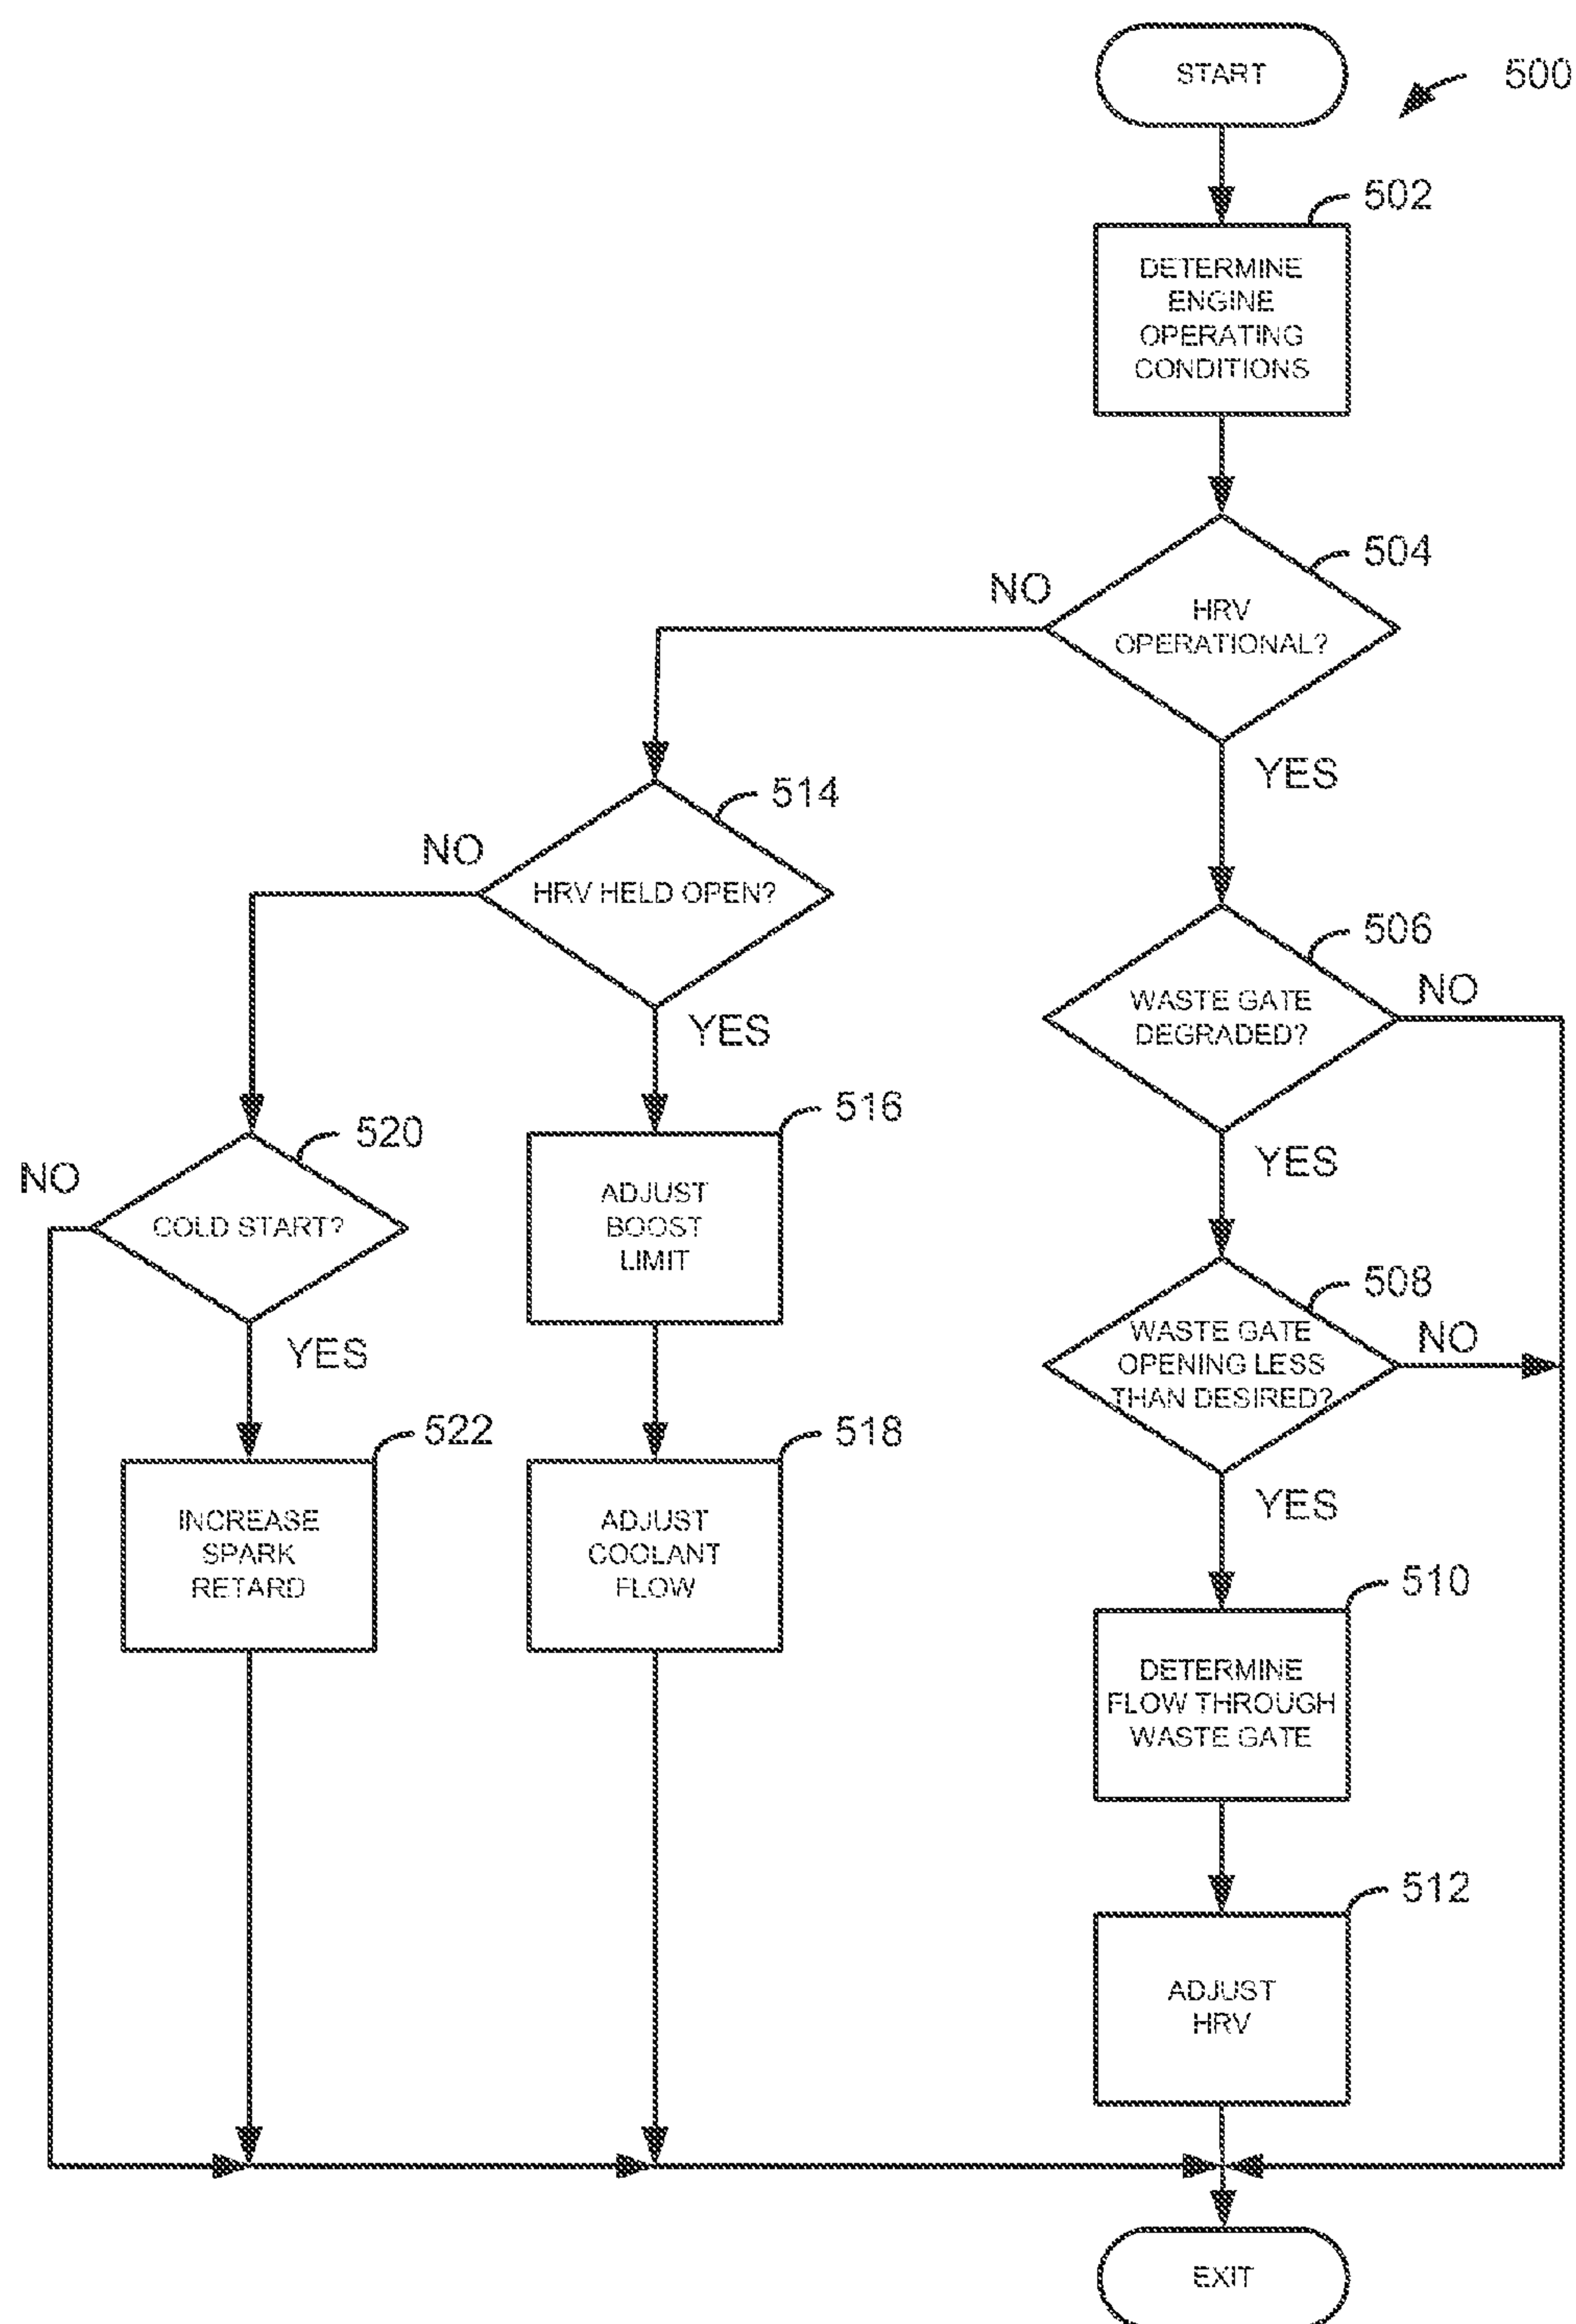 START
500
502
DETERMINE
ENGINE
OPERATING
CONDITIONS
504
NO
HRV
OPERATIONAL?
YES
514
NO
HRV HELD OPEN?
YES
506
NO
WASTE GATE
DEGRADED?
YES
520
NO
COLD START?
YES
516
ADJUST
BOOST
LIMIT
508
NO
WASTE GATE
OPENING LESS
THAN DESIRED?
YES
522
INCREASE
SPARK
RETARD
518
ADJUST
COOLANT
FLOW
510
DETERMINE
FLOW THROUGH
WASTE GATE
512
ADJUST
HRV
EXIT